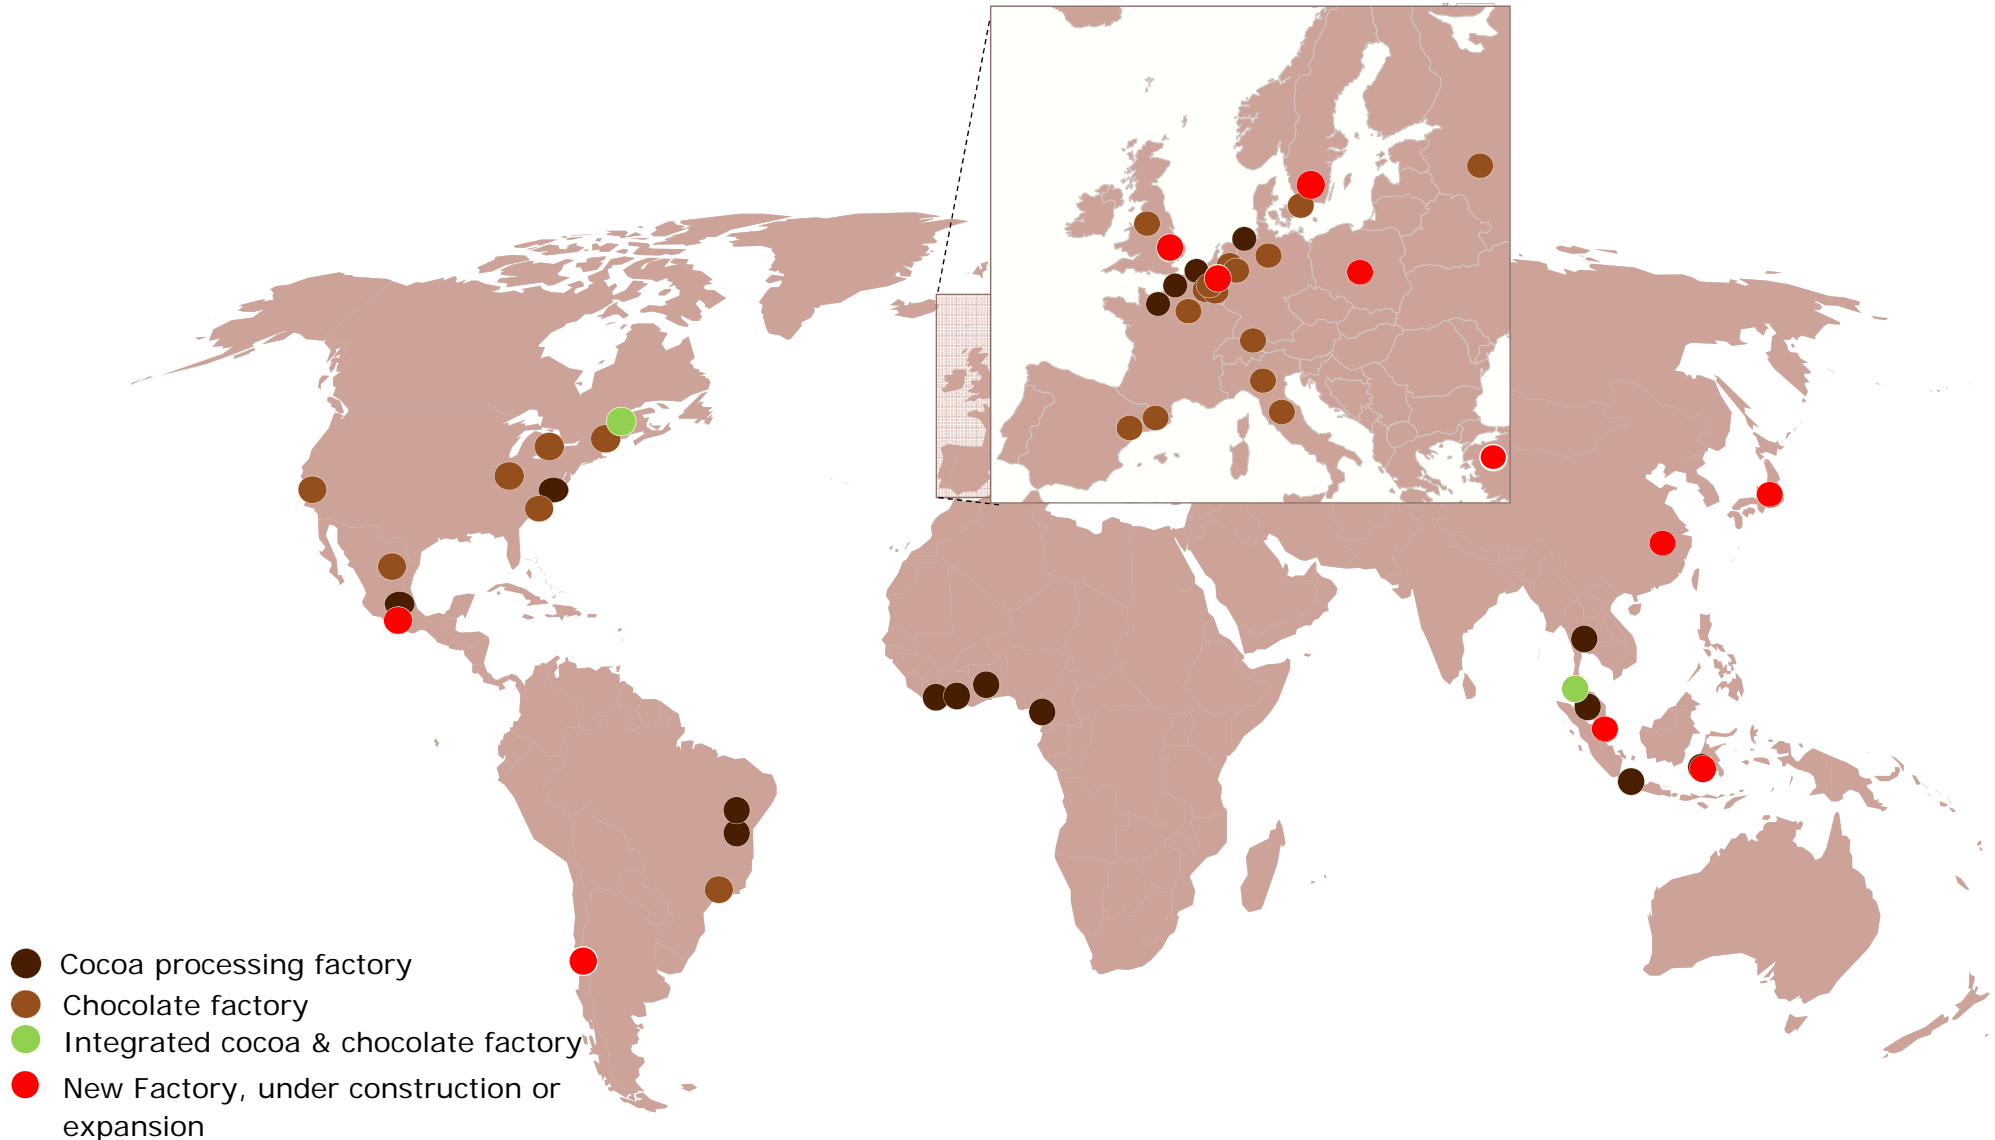 Cocoa processing factory
Chocolate factory
Integrated cocoa & chocolate factory
New Factory, under construction or
expansion